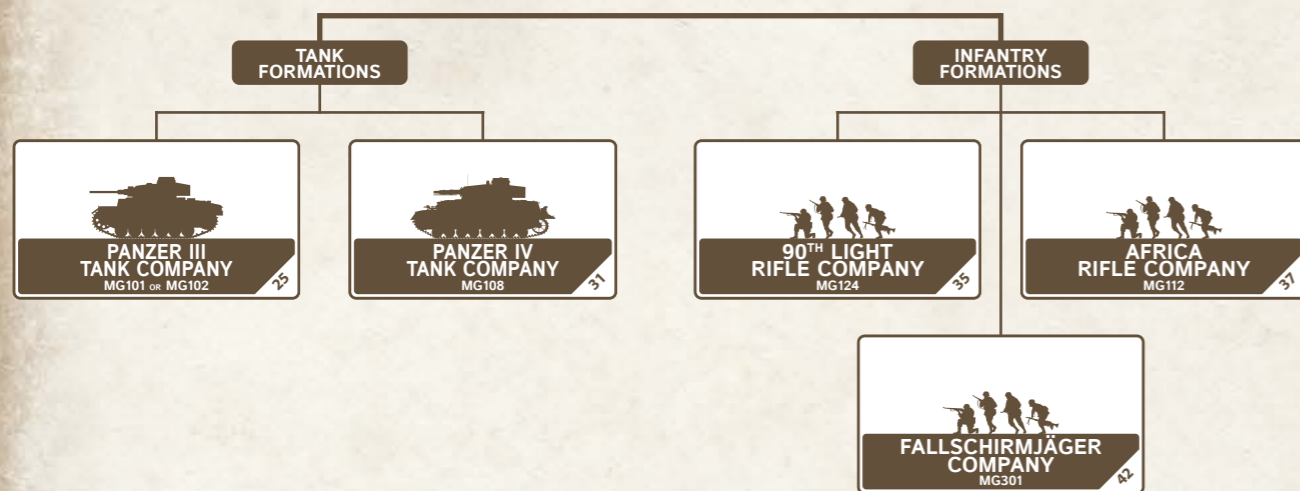 TANK
FORMATIONS
INFANTRY
FORMATIONS
PANZER III
TANK COMPANY
MG101 OR MG102
25
PANZER IV
TANK COMPANY
MG108
31
90TH LIGHT
RIFLE COMPANY
MG124
35
AFRICA
RIFLE COMPANY
MG112
37
FALLSCHIRMJÄGER
COMPANY
MG301
42